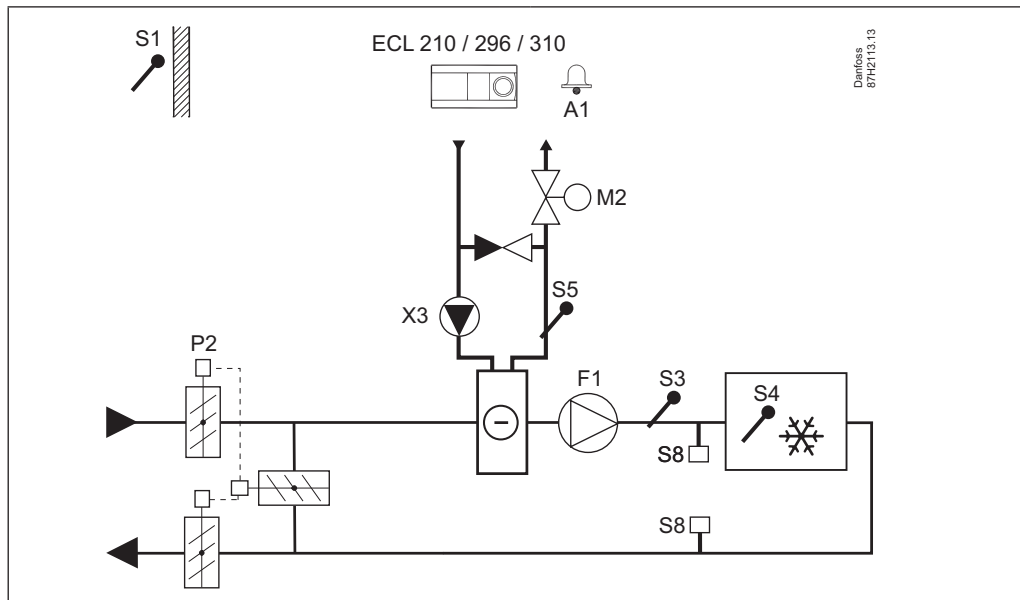 S1
ECL 210 / 296 / 310
A1
Danfoss
87H2113.13
M2
S5
X3
P2
F1
S3
S4
S8
S8